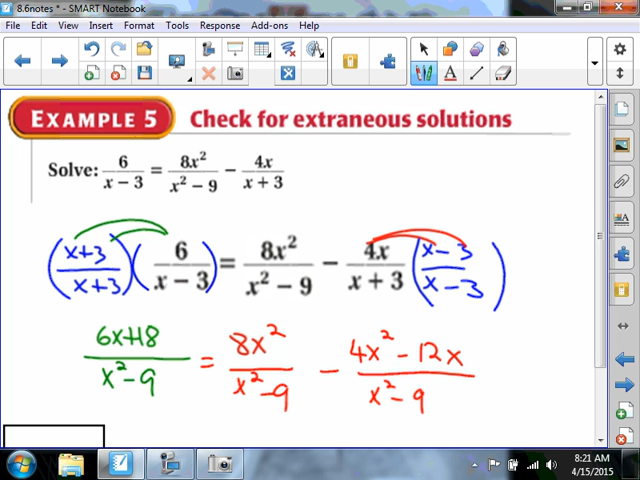 8.6notes * - SMART Notebook
File Edit View Insert Format Tools Response Help
EXAMPLE 5 Check for extraneous solutions
Solve: 6/(x − 3) = 8x²/(x² − 9) − 4x/(x + 3)
((x+3)/(x+3)) (6/(x − 3)) = 8x²/(x² − 9) − 4x/(x + 3) ((x−3)/(x−3))
(6x+18)/(x²−9) = 8x²/(x²−9) − (4x²−12x)/(x²−9)
8:21 AM
4/15/2015